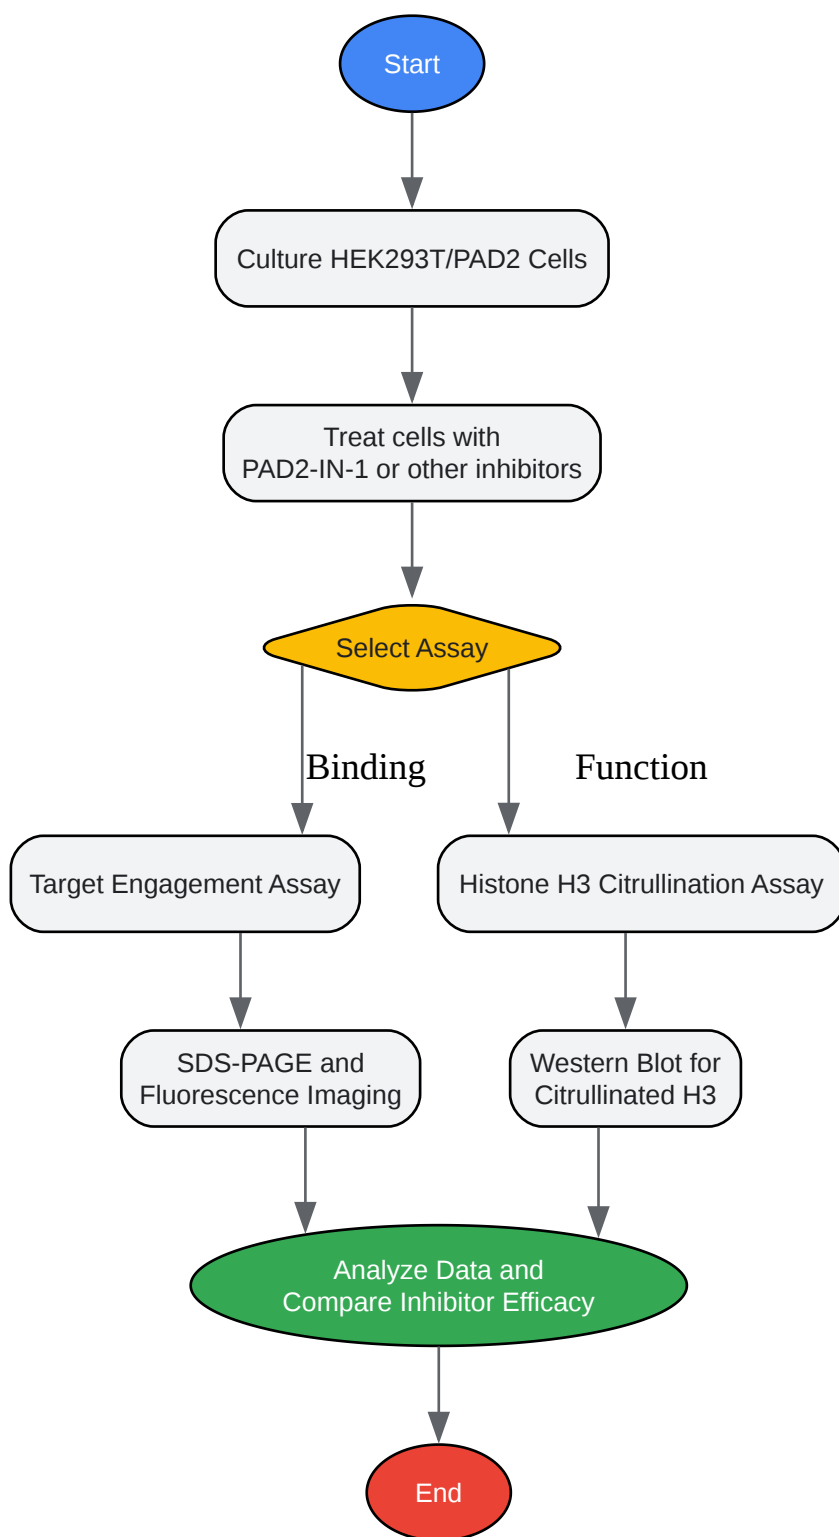 Start
Culture HEK293T/PAD2 Cells
Treat cells with
PAD2-IN-1 or other inhibitors
Select Assay
Binding
Function
Target Engagement Assay
Histone H3 Citrullination Assay
SDS-PAGE and
Fluorescence Imaging
Western Blot for
Citrullinated H3
Analyze Data and
Compare Inhibitor Efficacy
End